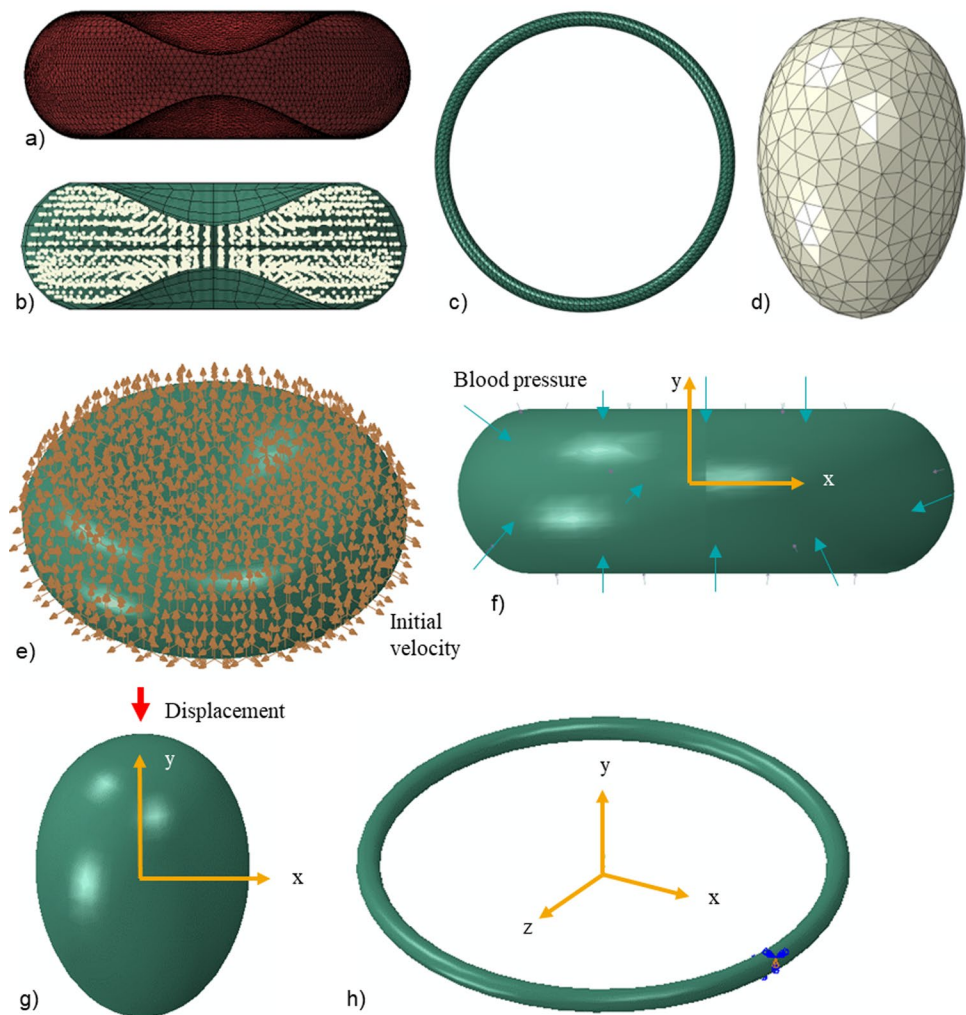 a)
b)
c)
d)
e)
Initial
velocity
Blood pressure
y
x
f)
Displacement
y
x
g)
y
x
z
h)